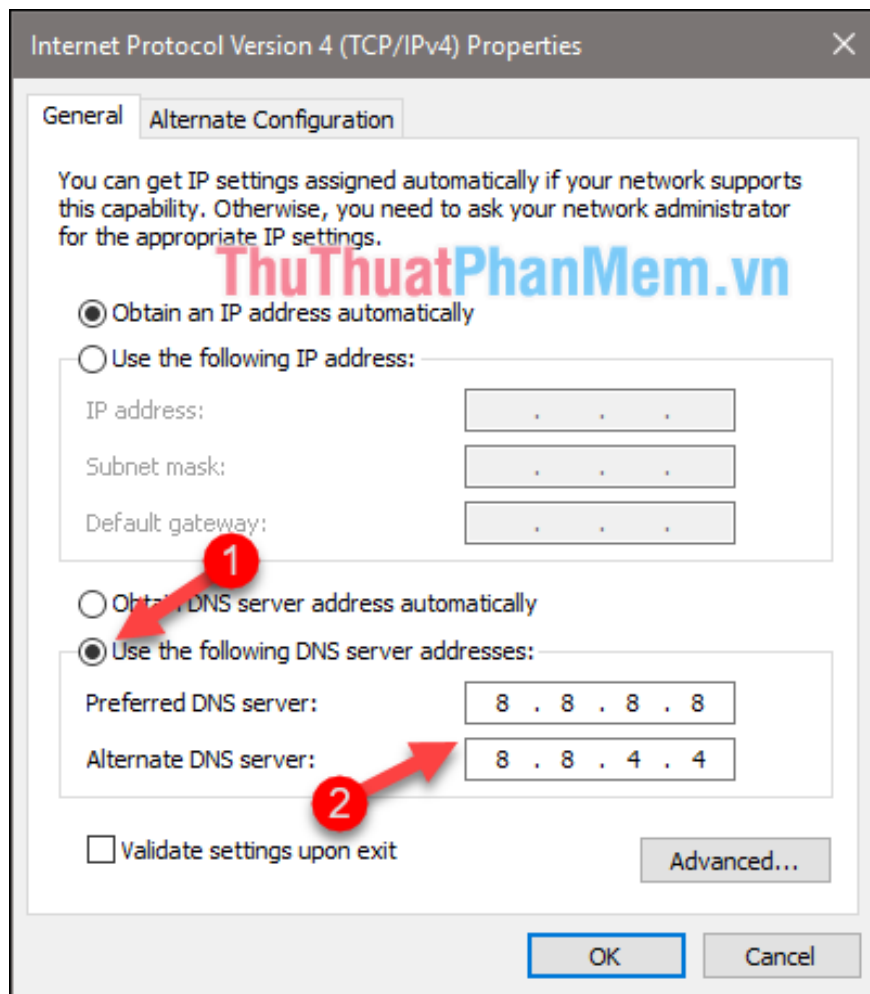 Internet Protocol Version 4 (TCP/IPv4) Properties
General
Alternate Configuration
You can get IP settings assigned automatically if your network supports
this capability. Otherwise, you need to ask your network administrator
for the appropriate IP settings.
ThuThuatPhanMem.vn
Obtain an IP address automatically
Use the following IP address:
IP address: . . .
Subnet mask: . . .
Default gateway: . . .
1
Obtain DNS server address automatically
Use the following DNS server addresses:
Preferred DNS server: 8 . 8 . 8 . 8
Alternate DNS server: 8 . 8 . 4 . 4
2
Validate settings upon exit
Advanced...
OK Cancel